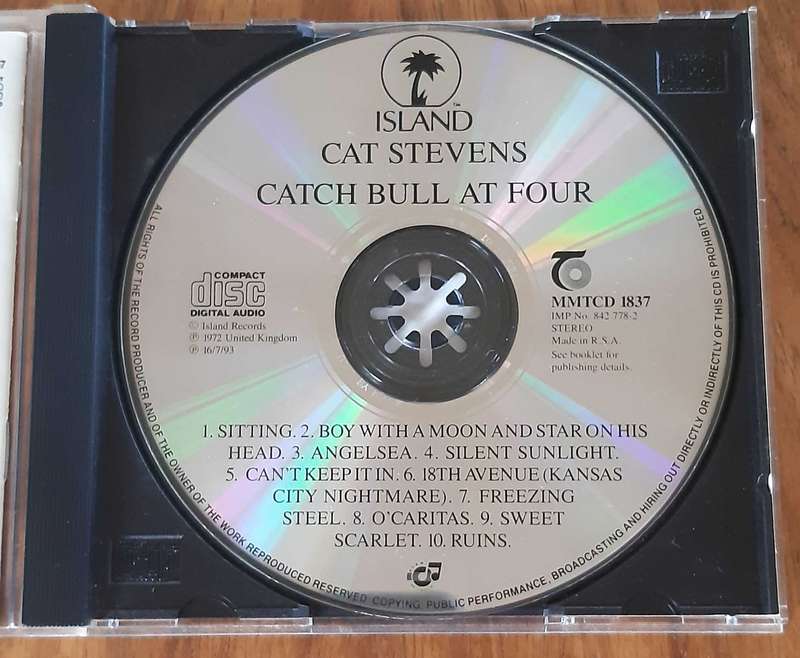 ISLAND
CAT STEVENS
CATCH BULL AT FOUR
COMPACT
disc
DIGITAL AUDIO
© Island Records
℗ 1972 United Kingdom
℗ 16/7/93
MMTCD 1837
IMP No. 842 778-2
STEREO
Made in R.S.A.
See booklet for
publishing details.
1. SITTING. 2. BOY WITH A MOON AND STAR ON HIS
HEAD. 3. ANGELSEA. 4. SILENT SUNLIGHT.
5. CAN'T KEEP IT IN. 6. 18TH AVENUE (KANSAS
CITY NIGHTMARE). 7. FREEZING
STEEL. 8. O'CARITAS. 9. SWEET
SCARLET. 10. RUINS.
ALL RIGHTS OF THE RECORD PRODUCER AND OF THE OWNER OF THE WORK REPRODUCED RESERVED. COPYING, PUBLIC PERFORMANCE, BROADCASTING AND HIRING OUT DIRECTLY OR INDIRECTLY OF THIS CD IS PROHIBITED